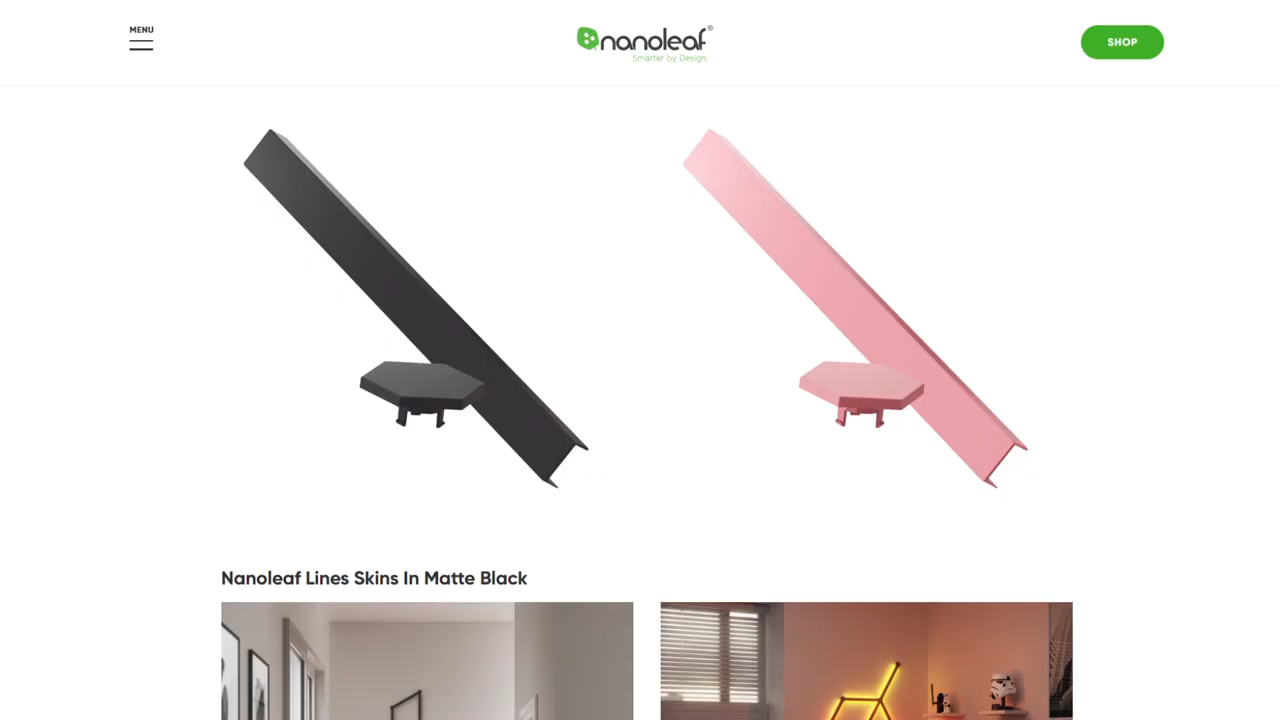 MENU
nanoleaf®
Smarter by Design
SHOP
Nanoleaf Lines Skins In Matte Black